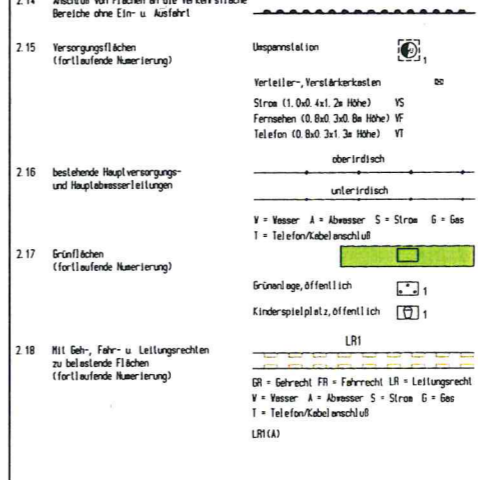 2.14 Anschluß von Flächen an die Verkehrsfläche
Bereiche ohne Ein- u. Ausfahrt
2.15 Versorgungsflächen
(fortlaufende Numerierung)
Umspannstation
1
Verteiler-, Verstärkerkasten
Strom (1.0x0.4x1.2m Höhe) VS
Fernsehen (0.8x0.3x0.8m Höhe) VF
Telefon (0.8x0.3x1.3m Höhe) VT
2.16 bestehende Hauptversorgungs-
und Hauptabwasserleitungen
oberirdisch
unterirdisch
W = Wasser A = Abwasser S = Strom G = Gas
T = Telefon/Kabelanschluß
2.17 Grünflächen
(fortlaufende Numerierung)
Grünanlage, öffentlich
1
Kinderspielplatz, öffentlich
1
2.18 Mit Geh-, Fahr- u. Leitungsrechten
zu belastende Flächen
(fortlaufende Numerierung)
LR1
GR = Gehrecht FR = Fahrrecht LR = Leitungsrecht
W = Wasser A = Abwasser S = Strom G = Gas
T = Telefon/Kabelanschluß
LR1(A)